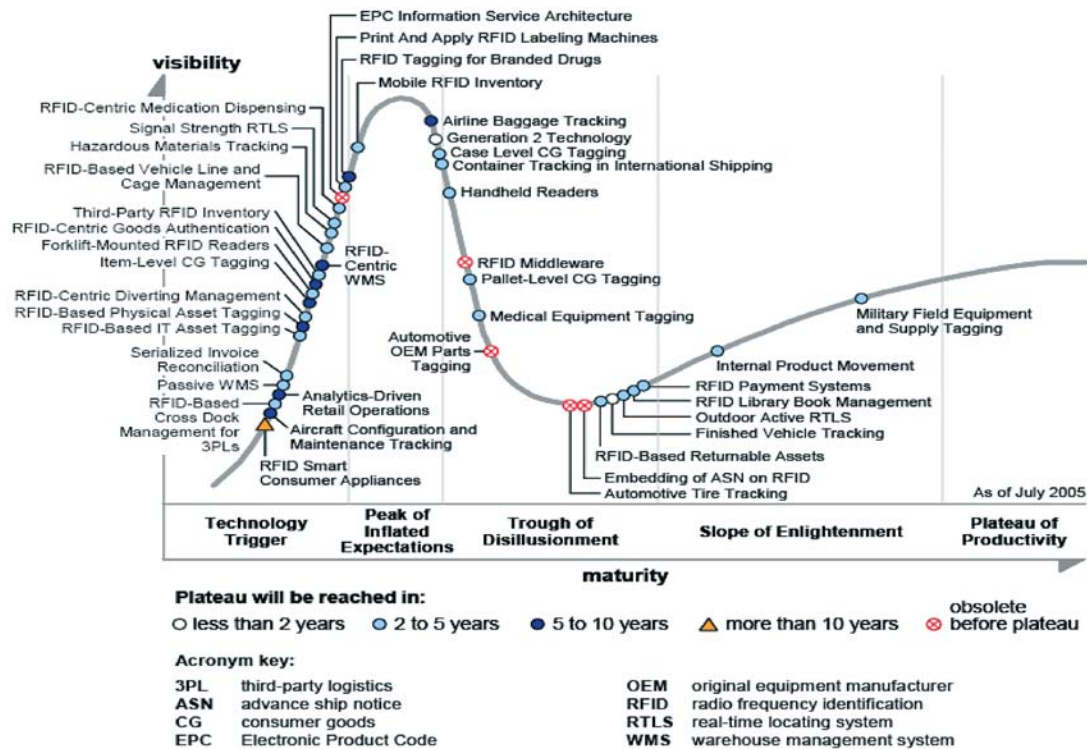 EPC Information Service Architecture
Print And Apply RFID Labeling Machines
RFID Tagging for Branded Drugs
visibility
Mobile RFID Inventory
RFID-Centric Medication Dispensing
Signal Strength RTLS
Hazardous Materials Tracking
RFID-Based Vehicle Line and
Cage Management
Third-Party RFID Inventory
RFID-Centric Goods Authentication
Forklift-Mounted RFID Readers
Item-Level CG Tagging
RFID-Centric Diverting Management
RFID-Based Physical Asset Tagging
RFID-Based IT Asset Tagging
Serialized Invoice
Reconciliation
Passive WMS
RFID-Based
Cross Dock
Management for
3PLs
RFID-
Centric
WMS
Analytics-Driven
Retail Operations
Aircraft Configuration and
Maintenance Tracking
RFID Smart
Consumer Appliances
Airline Baggage Tracking
Generation 2 Technology
Case Level CG Tagging
Container Tracking in International Shipping
Handheld Readers
RFID Middleware
Pallet-Level CG Tagging
Medical Equipment Tagging
Automotive
OEM Parts
Tagging
Military Field Equipment
and Supply Tagging
Internal Product Movement
RFID Payment Systems
RFID Library Book Management
Outdoor Active RTLS
Finished Vehicle Tracking
RFID-Based Returnable Assets
Embedding of ASN on RFID
Automotive Tire Tracking
As of July 2005
Technology
Trigger
Peak of
Inflated
Expectations
Trough of
Disillusionment
Slope of Enlightenment
Plateau of
Productivity
maturity
Plateau will be reached in:
less than 2 years
2 to 5 years
5 to 10 years
more than 10 years
obsolete
before plateau
Acronym key:
3PL third-party logistics
ASN advance ship notice
CG consumer goods
EPC Electronic Product Code
OEM original equipment manufacturer
RFID radio frequency identification
RTLS real-time locating system
WMS warehouse management system